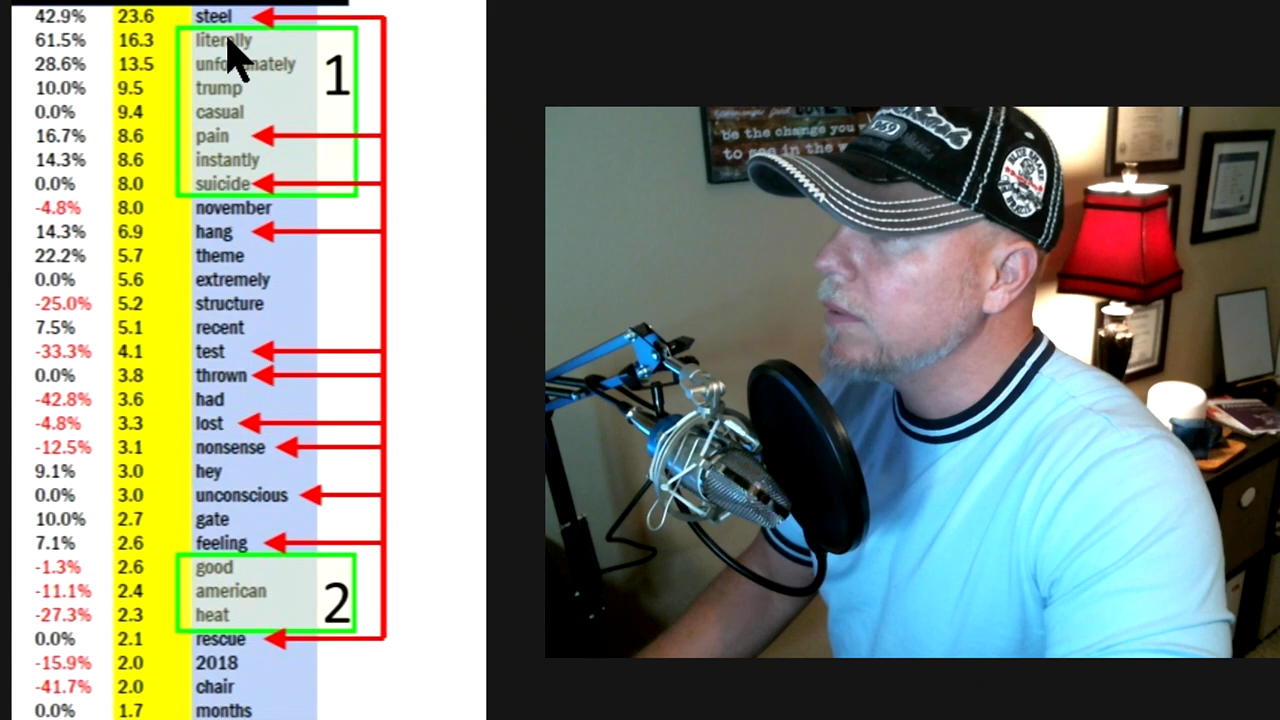 42.9% 23.6 steel
61.5% 16.3 literally
28.6% 13.5 unfortunately
10.0% 9.5 trump
0.0% 9.4 casual
16.7% 8.6 pain
14.3% 8.6 instantly
0.0% 8.0 suicide
1
-4.8% 8.0 november
14.3% 6.9 hang
22.2% 5.7 theme
0.0% 5.6 extremely
-25.0% 5.2 structure
7.5% 5.1 recent
-33.3% 4.1 test
0.0% 3.8 thrown
-42.8% 3.6 had
-4.8% 3.3 lost
-12.5% 3.1 nonsense
9.1% 3.0 hey
0.0% 3.0 unconscious
10.0% 2.7 gate
7.1% 2.6 feeling
-1.3% 2.6 good
-11.1% 2.4 american
-27.3% 2.3 heat
2
0.0% 2.1 rescue
-15.9% 2.0 2018
-41.7% 2.0 chair
0.0% 1.7 months
be the change you
to see in the